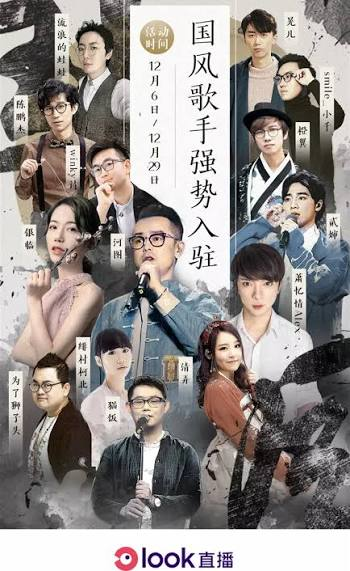 国风歌手强势入驻
活动时间
12月6日/12月29日
流浪的蛙蛙
吴儿
陈鹏杰
winky诗
smile_小千
橙翼
银临
河图
贰婶
萧忆情Alex
绯村柯北
猫饭
倩弄
为了狮子头
look直播